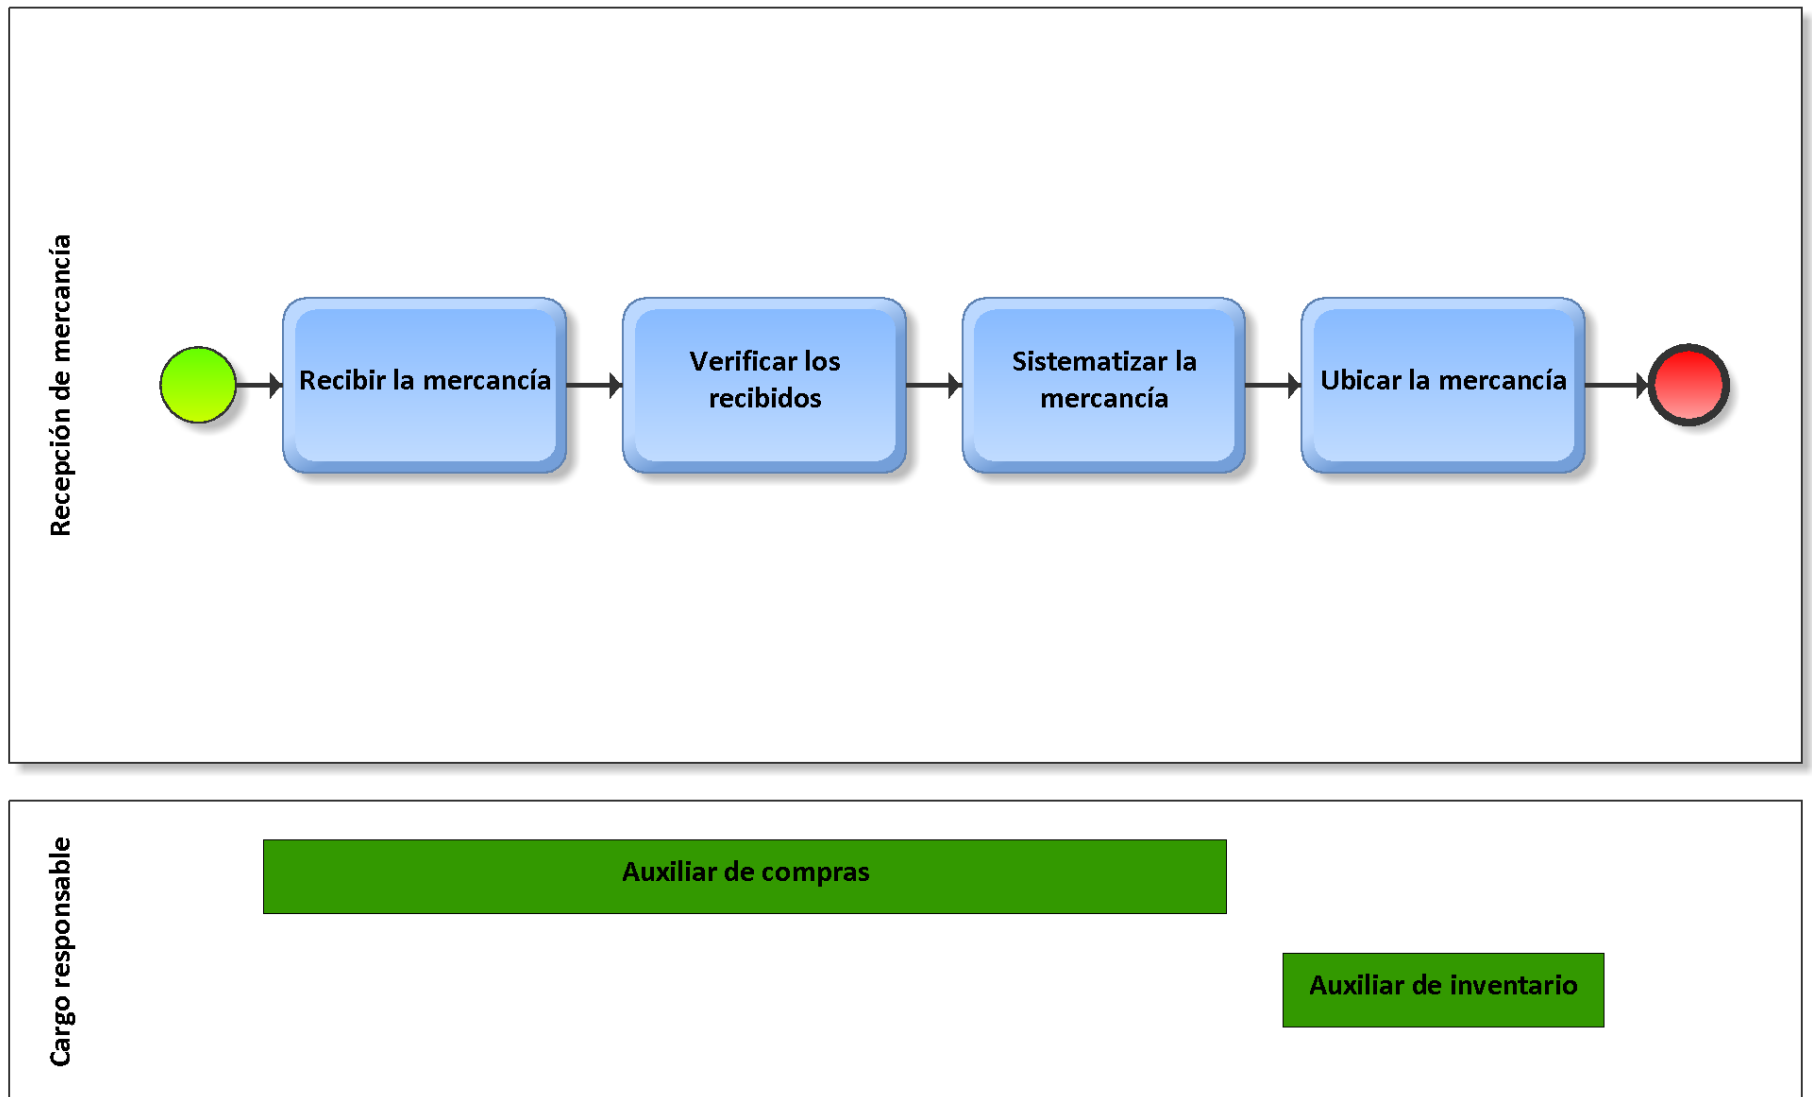 Recepción de mercancía
Recibir la mercancía
Verificar los
recibidos
Sistematizar la
mercancía
Ubicar la mercancía
Cargo responsable
Auxiliar de compras
Auxiliar de inventario